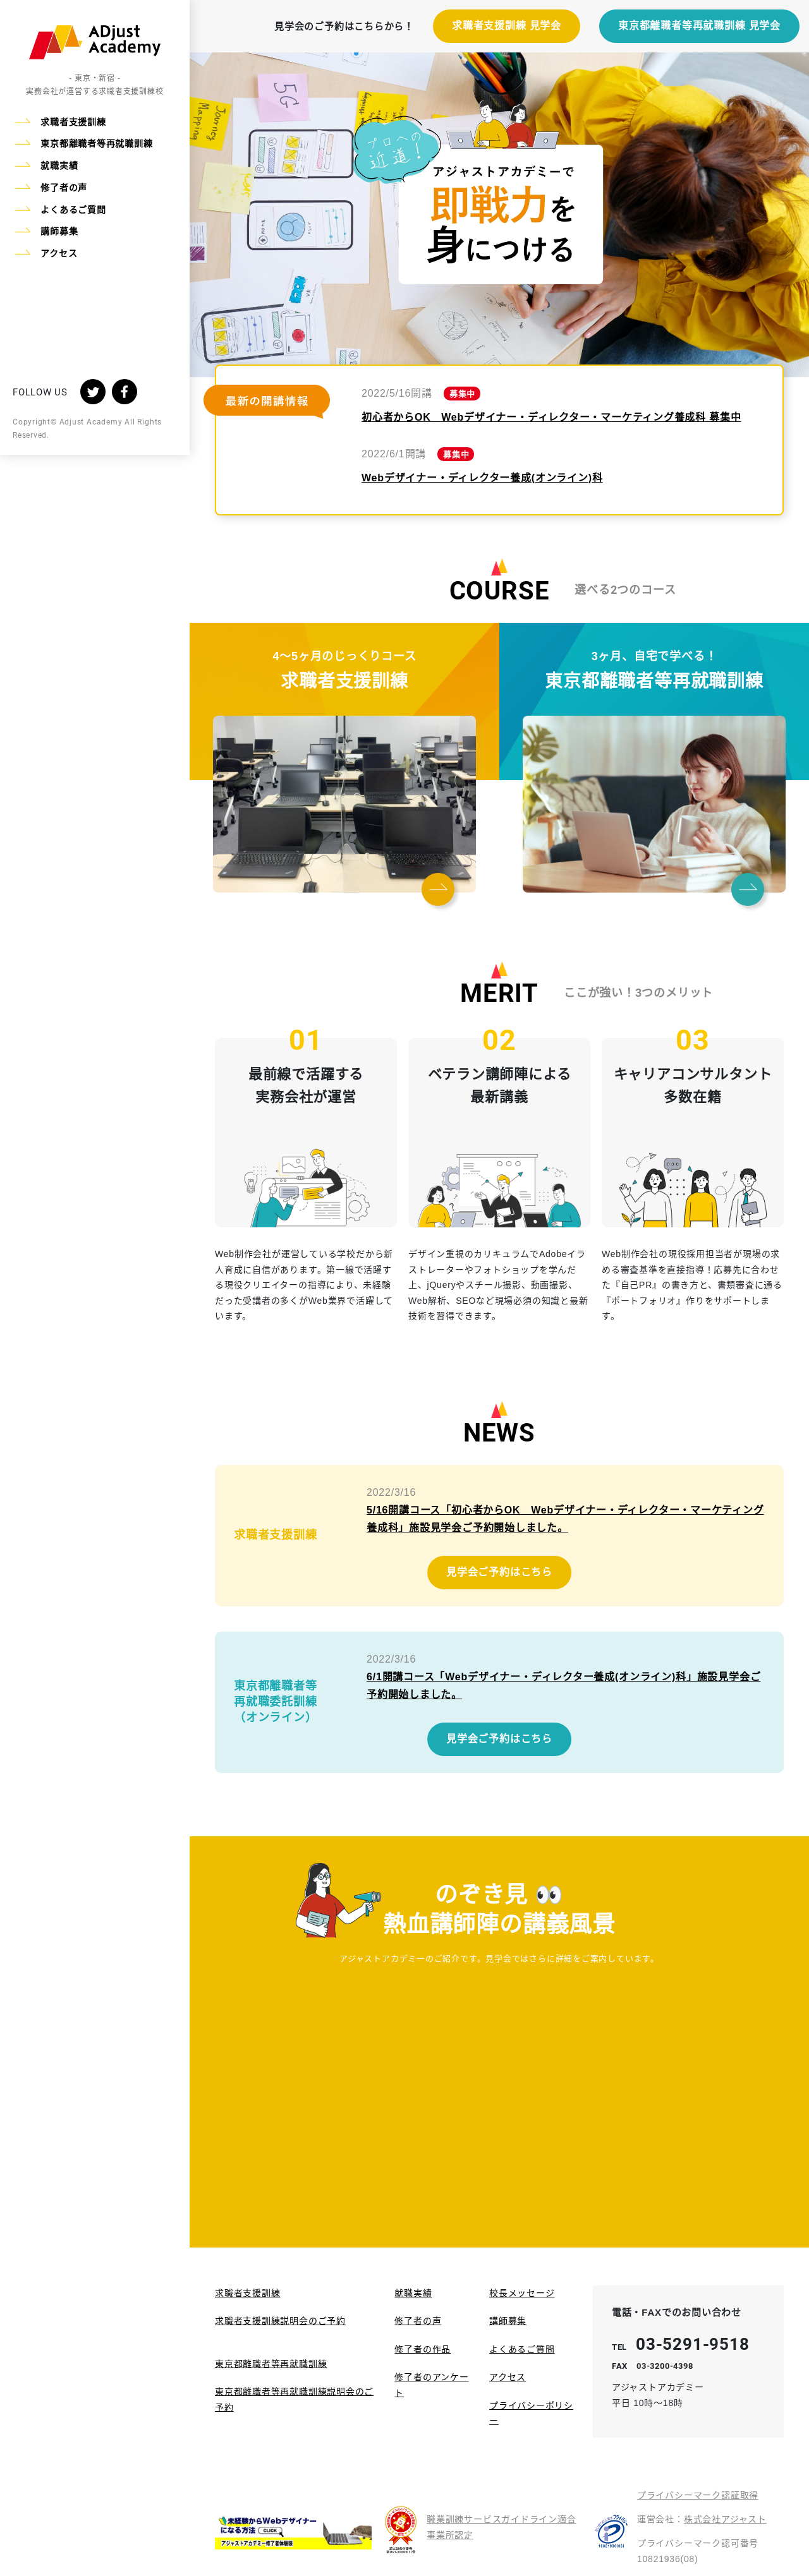 ADjust
Academy
- 東京・新宿 -
実務会社が運営する求職者支援訓練校
求職者支援訓練
東京都離職者等再就職訓練
就職実績
修了者の声
よくあるご質問
講師募集
アクセス
FOLLOW US
Copyright© Adjust Academy All Rights
Reserved.
見学会のご予約はこちらから！
求職者支援訓練 見学会
東京都離職者等再就職訓練 見学会
プロへの
近道！
アジャストアカデミーで
即戦力を
身につける
最新の開講情報
2022/5/16開講 募集中
初心者からOK　Webデザイナー・ディレクター・マーケティング養成科 募集中
2022/6/1開講 募集中
Webデザイナー・ディレクター養成(オンライン)科
COURSE 選べる2つのコース
4〜5ヶ月のじっくりコース
求職者支援訓練
3ヶ月、自宅で学べる！
東京都離職者等再就職訓練
MERIT ここが強い！3つのメリット
01
最前線で活躍する
実務会社が運営
Web制作会社が運営している学校だから新
人育成に自信があります。第一線で活躍す
る現役クリエイターの指導により、未経験
だった受講者の多くがWeb業界で活躍して
います。
02
ベテラン講師陣による
最新講義
デザイン重視のカリキュラムでAdobeイラ
ストレーターやフォトショップを学んだ
上、jQueryやスチール撮影、動画撮影、
Web解析、SEOなど現場必須の知識と最新
技術を習得できます。
03
キャリアコンサルタント
多数在籍
Web制作会社の現役採用担当者が現場の求
める審査基準を直接指導！応募先に合わせ
た『自己PR』の書き方と、書類審査に通る
『ポートフォリオ』作りをサポートしま
す。
NEWS
求職者支援訓練
2022/3/16
5/16開講コース「初心者からOK　Webデザイナー・ディレクター・マーケティング
養成科」施設見学会ご予約開始しました。
見学会ご予約はこちら
東京都離職者等
再就職委託訓練
（オンライン）
2022/3/16
6/1開講コース「Webデザイナー・ディレクター養成(オンライン)科」施設見学会ご
予約開始しました。
見学会ご予約はこちら
のぞき見 👀
熱血講師陣の講義風景
アジャストアカデミーのご紹介です。見学会ではさらに詳細をご案内しています。
求職者支援訓練
求職者支援訓練説明会のご予約
東京都離職者等再就職訓練
東京都離職者等再就職訓練説明会のご
予約
就職実績
修了者の声
修了者の作品
修了者のアンケー
ト
校長メッセージ
講師募集
よくあるご質問
アクセス
プライバシーポリシ
ー
電話・FAXでのお問い合わせ
TEL 03-5291-9518
FAX 03-3200-4398
アジャストアカデミー
平日 10時〜18時
未経験からWebデザイナー
になる方法 CLICK
アジャストアカデミー修了者体験談
職業訓練サービスガイドライン適合
事業所認定
プライバシーマーク認証取得
運営会社：株式会社アジャスト
プライバシーマーク認可番号
10821936(08)